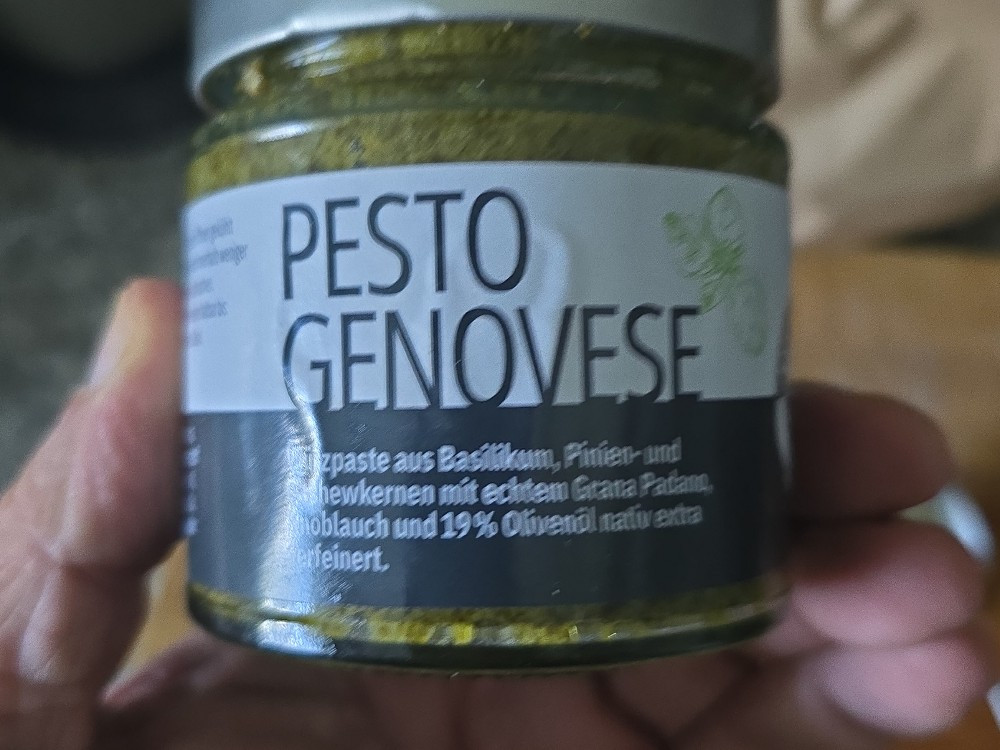 weniger
PESTO
GENOVESE
zpaste aus Basilikum, Pinien- und
hewkernen mit echtem Grana Padano,
noblauch und 19% Olivenöl nativ extra
erfeinert.